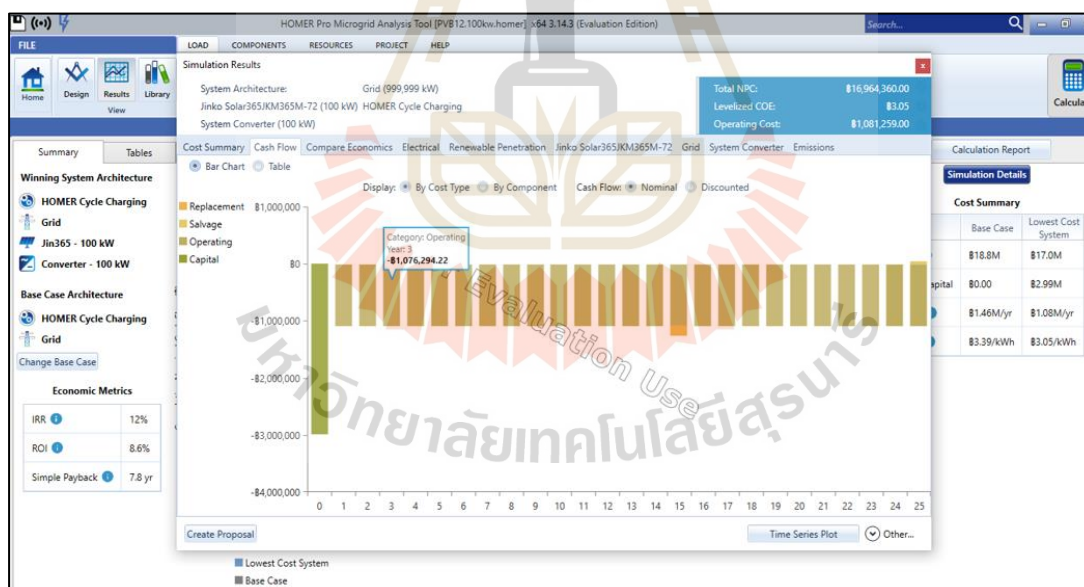 HOMER Pro Microgrid Analysis Tool [PVB12.100kw.homer] x64 3.14.3 (Evaluation Edition)
Search...
FILE
LOAD COMPONENTS RESOURCES PROJECT HELP
Home Design Results Library
View
Calcula
Simulation Results
System Architecture: Grid (999,999 kW)
Jinko Solar365JKM365M-72 (100 kW) HOMER Cycle Charging
System Converter (100 kW)
Total NPC: ฿16,964,360.00
Levelized COE: ฿3.05
Operating Cost: ฿1,081,259.00
Cost Summary Cash Flow Compare Economics Electrical Renewable Penetration Jinko Solar365JKM365M-72 Grid System Converter Emissions
Bar Chart Table
Display: By Cost Type By Component Cash Flow: Nominal Discounted
Replacement
Salvage
Operating
Capital
฿1,000,000
฿0
-฿1,000,000
-฿2,000,000
-฿3,000,000
-฿4,000,000
Category: Operating
Year: 3
-฿1,076,294.22
Evaluation Use
มหาวิทยาลัยเทคโนโลยีสุรนารี
0 1 2 3 4 5 6 7 8 9 10 11 12 13 14 15 16 17 18 19 20 21 22 23 24 25
Create Proposal
Time Series Plot
Other...
Lowest Cost System
Base Case
Summary Tables
Winning System Architecture
HOMER Cycle Charging
Grid
Jin365 - 100 kW
Converter - 100 kW
Base Case Architecture
HOMER Cycle Charging
Grid
Change Base Case
Economic Metrics
IRR 12%
ROI 8.6%
Simple Payback 7.8 yr
Calculation Report
Simulation Details
Cost Summary
Base Case Lowest Cost System
฿18.8M ฿17.0M
apital ฿0.00 ฿2.99M
฿1.46M/yr ฿1.08M/yr
฿3.39/kWh ฿3.05/kWh